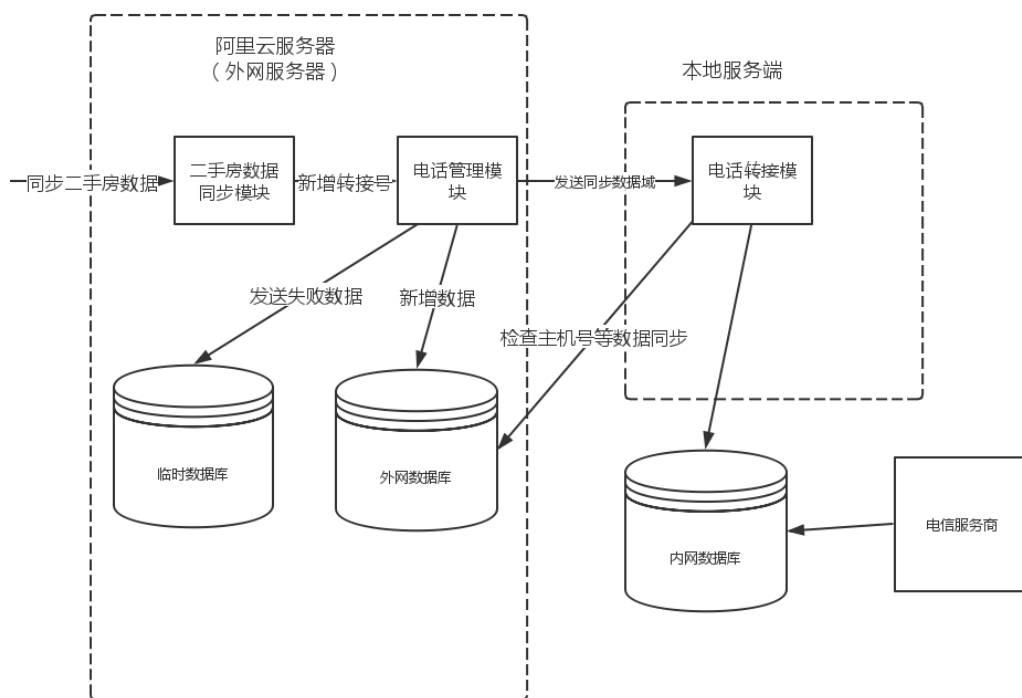 阿里云服务器
（外网服务器）
本地服务端
同步二手房数据
二手房数据
同步模块
新增转接号
电话管理模
块
发送同步数据域
电话转接模
块
发送失败数据
新增数据
检查主机号等数据同步
临时数据库
外网数据库
内网数据库
电信服务商